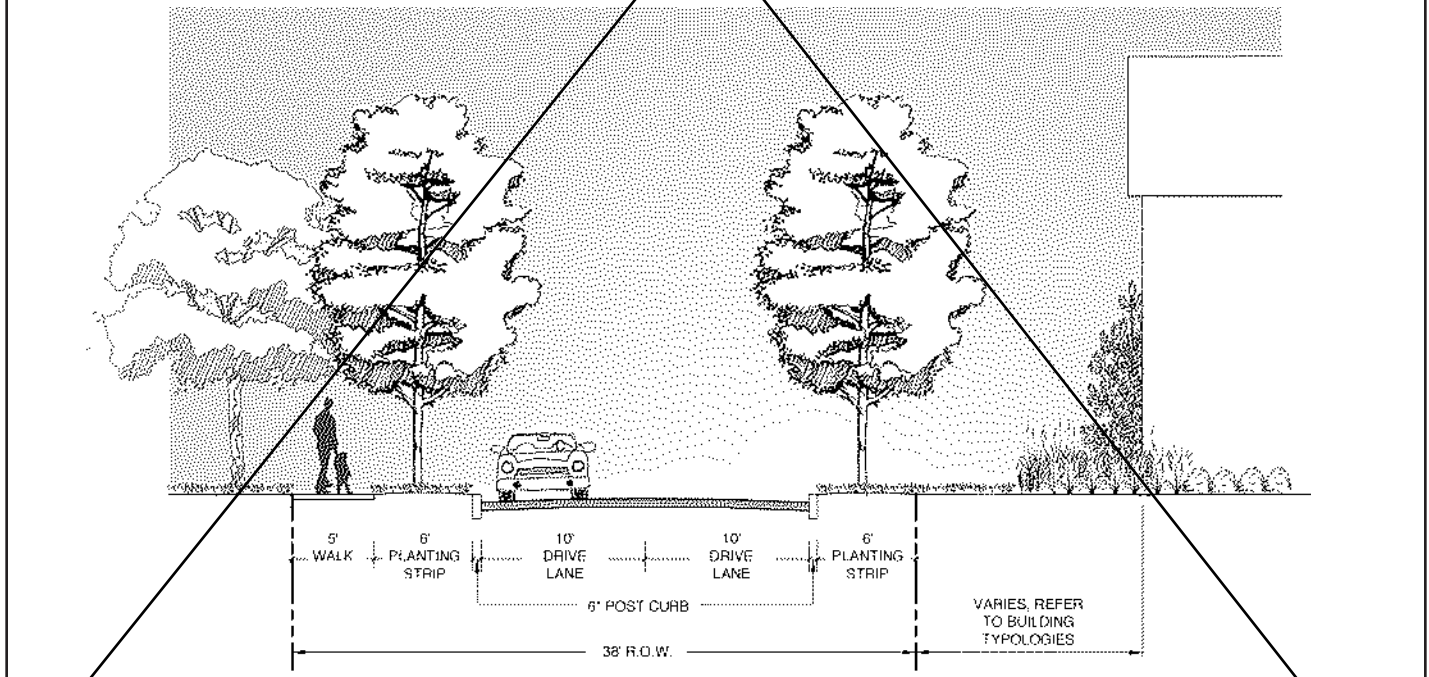 5'
WALK
6'
PLANTING
STRIP
10'
DRIVE
LANE
10'
DRIVE
LANE
6'
PLANTING
STRIP
6" POST CURB
VARIES, REFER
TO BUILDING
TYPOLOGIES
38' R.O.W.